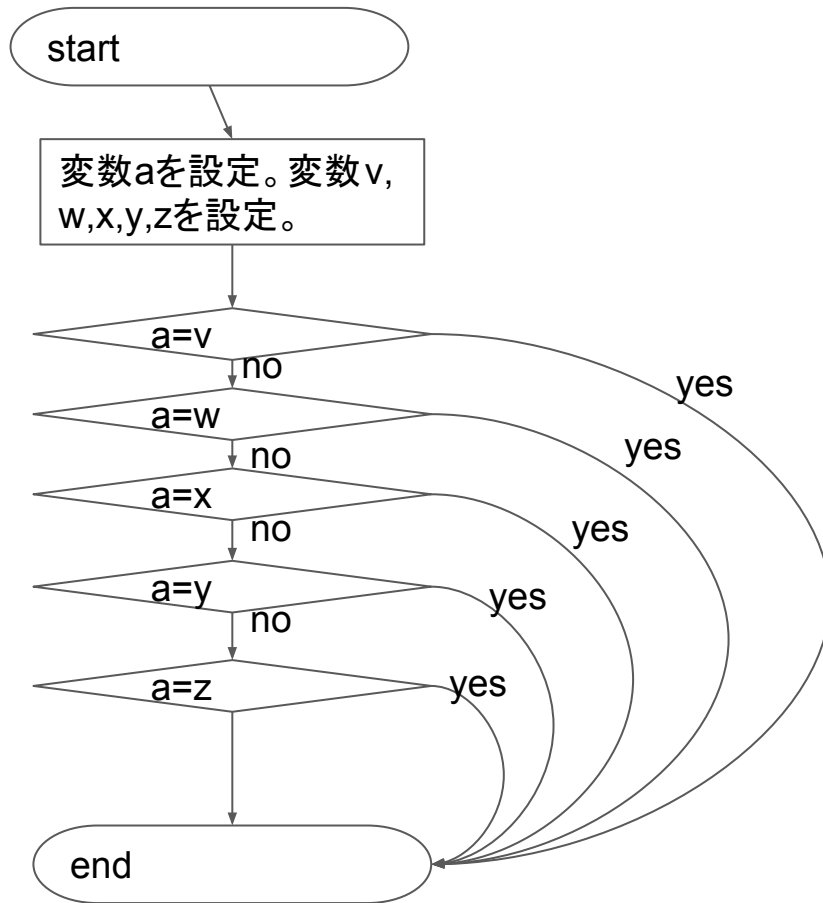 start
変数aを設定。変数v,
w,x,y,zを設定。
a=v
no
yes
a=w
no
yes
a=x
no
yes
a=y
no
yes
a=z
yes
end